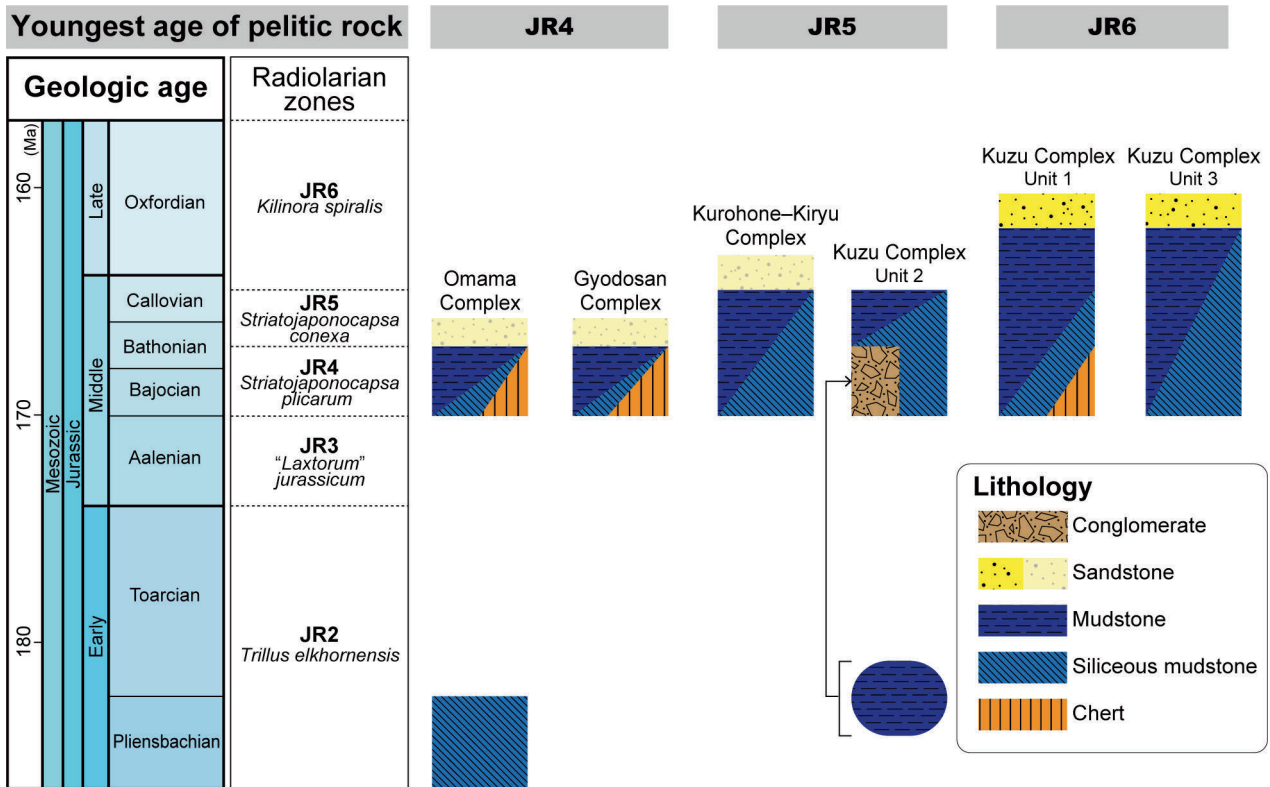 Youngest age of pelitic rock
JR4
JR5
JR6
Geologic age
Radiolarian
zones
(Ma)
160
170
180
Mesozoic
Jurassic
Late
Middle
Early
Oxfordian
Callovian
Bathonian
Bajocian
Aalenian
Toarcian
Pliensbachian
JR6
Kilinora spiralis
JR5
Striatojaponocapsa
conexa
JR4
Striatojaponocapsa
plicarum
JR3
“Laxtorum”
jurassicum
JR2
Trillus elkhornensis
Omama
Complex
Gyodosan
Complex
Kurohone–Kiryu
Complex
Kuzu Complex
Unit 2
Kuzu Complex
Unit 1
Kuzu Complex
Unit 3
Lithology
Conglomerate
Sandstone
Mudstone
Siliceous mudstone
Chert